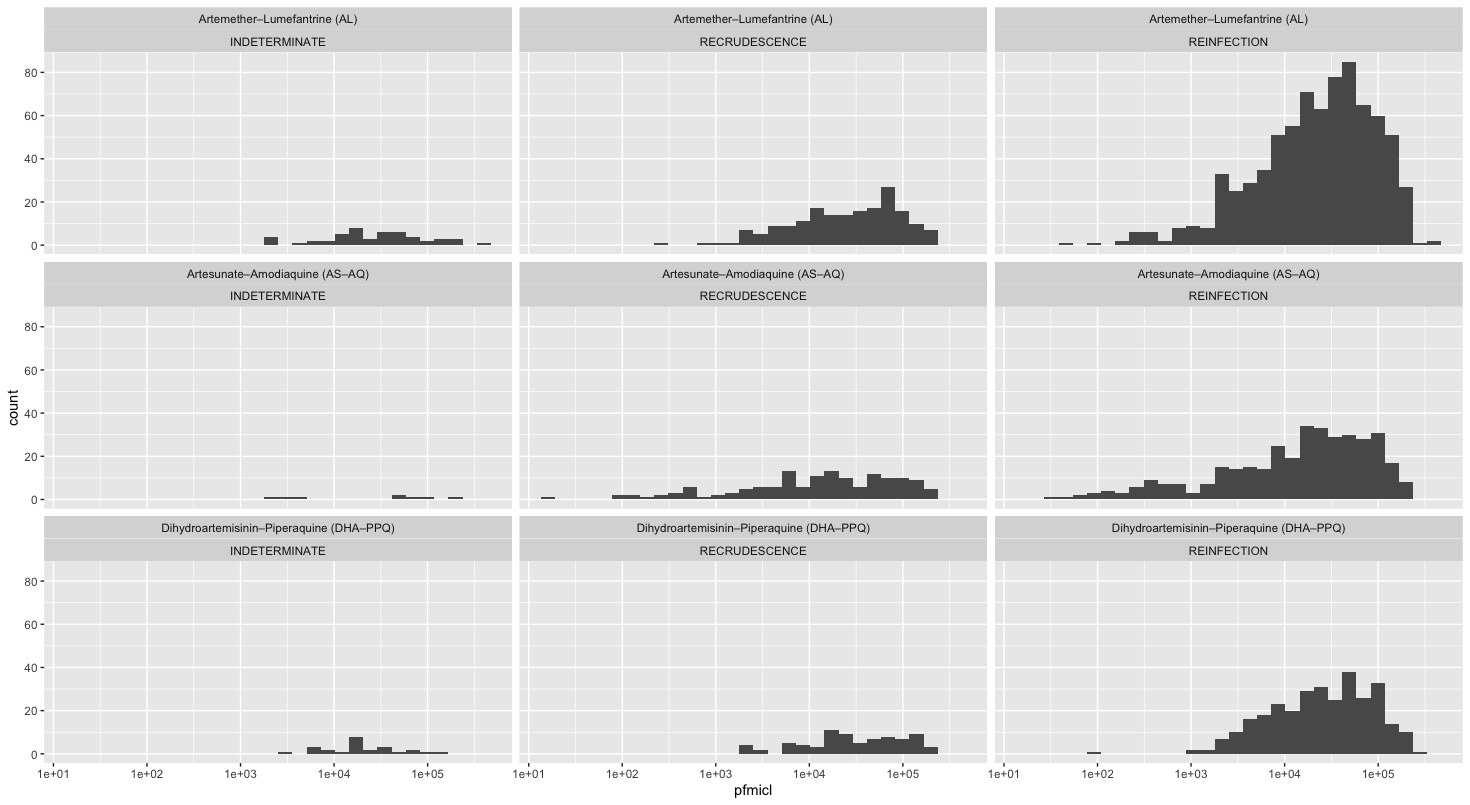 Artemether–Lumefantrine (AL)
Artemether–Lumefantrine (AL)
Artemether–Lumefantrine (AL)
INDETERMINATE
RECRUDESCENCE
REINFECTION
80
60
40
20
0
Artesunate–Amodiaquine (AS–AQ)
Artesunate–Amodiaquine (AS–AQ)
Artesunate–Amodiaquine (AS–AQ)
INDETERMINATE
RECRUDESCENCE
REINFECTION
80
60
40
20
0
count
Dihydroartemisinin–Piperaquine (DHA–PPQ)
Dihydroartemisinin–Piperaquine (DHA–PPQ)
Dihydroartemisinin–Piperaquine (DHA–PPQ)
INDETERMINATE
RECRUDESCENCE
REINFECTION
80
60
40
20
0
1e+01 1e+02 1e+03 1e+04 1e+05
1e+01 1e+02 1e+03 1e+04 1e+05
1e+01 1e+02 1e+03 1e+04 1e+05
pfmicl